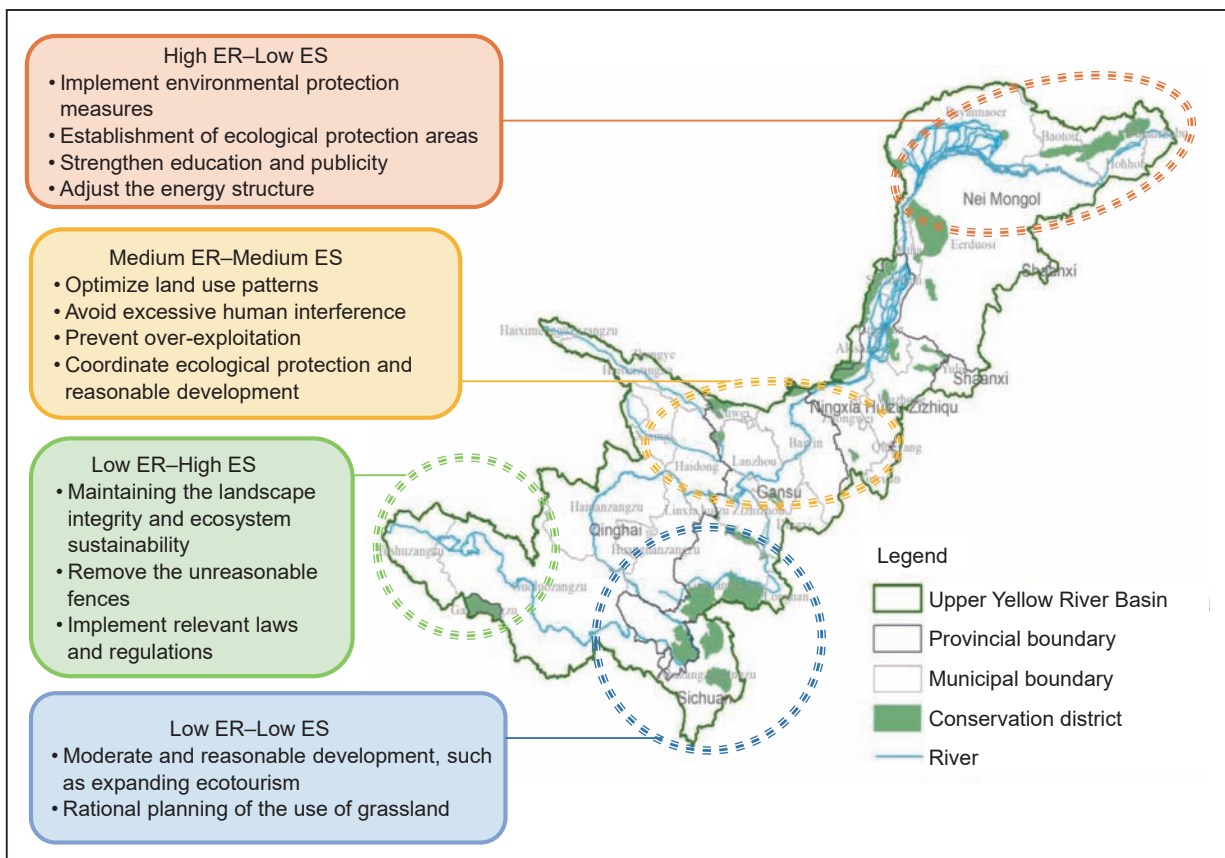 High ER–Low ES
• Implement environmental protection
measures
• Establishment of ecological protection areas
• Strengthen education and publicity
• Adjust the energy structure
Medium ER–Medium ES
• Optimize land use patterns
• Avoid excessive human interference
• Prevent over-exploitation
• Coordinate ecological protection and
reasonable development
Low ER–High ES
• Maintaining the landscape
integrity and ecosystem
sustainability
• Remove the unreasonable
fences
• Implement relevant laws
and regulations
Low ER–Low ES
• Moderate and reasonable development, such
as expanding ecotourism
• Rational planning of the use of grassland
Bayannaoer
Baotou
Hohhot
Nei Mongol
Eerduosi
Shaanxi
Shaanxi
Ningxia Huizu Zizhiqu
Haidong
Lanzhou
Baiyin
Gansu
Qinghai
Sichuan
Legend
Upper Yellow River Basin
Provincial boundary
Municipal boundary
Conservation district
River